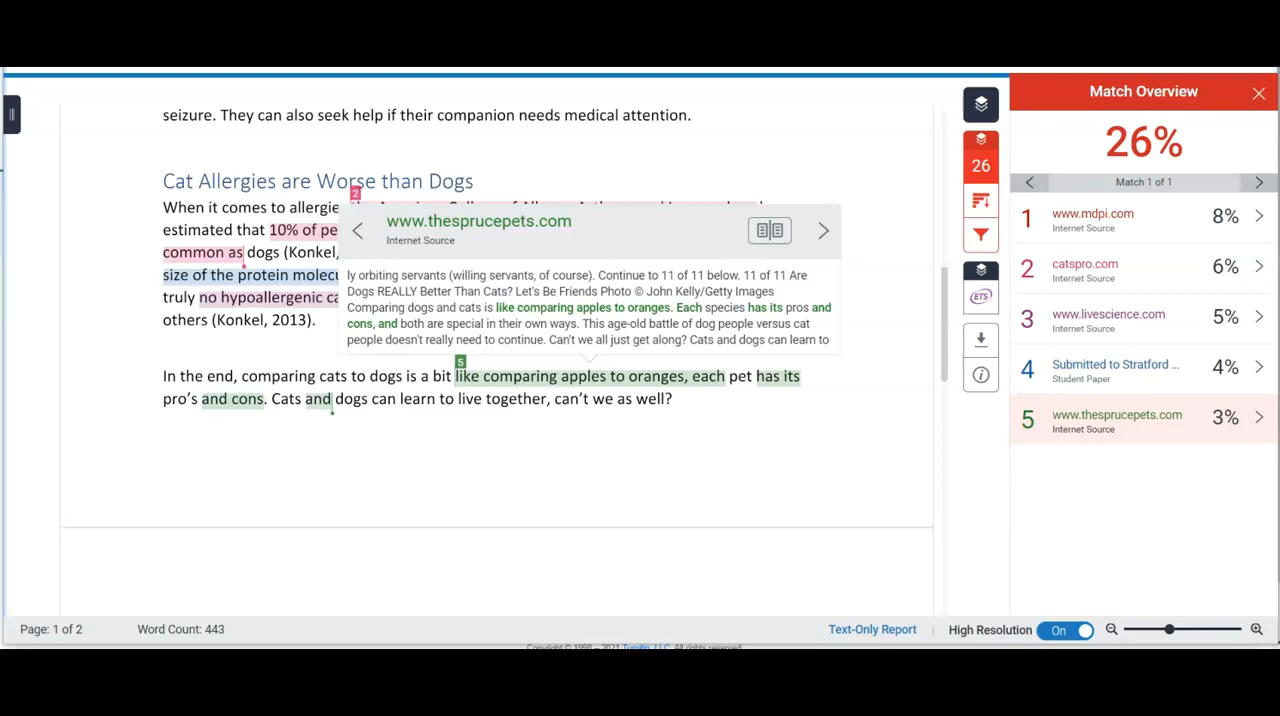 seizure. They can also seek help if their companion needs medical attention.
Cat Allergies are Worse than Dogs
2
When it comes to allergie
estimated that 10% of pe
common as dogs (Konkel,
size of the protein molecu
truly no hypoallergenic ca
others (Konkel, 2013).
www.thesprucepets.com
Internet Source
ly orbiting servants (willing servants, of course). Continue to 11 of 11 below. 11 of 11 Are
Dogs REALLY Better Than Cats? Let's Be Friends Photo © John Kelly/Getty Images
Comparing dogs and cats is like comparing apples to oranges. Each species has its pros and
cons, and both are special in their own ways. This age-old battle of dog people versus cat
people doesn't really need to continue. Can't we all just get along? Cats and dogs can learn to
5
In the end, comparing cats to dogs is a bit like comparing apples to oranges, each pet has its
pro’s and cons. Cats and dogs can learn to live together, can’t we as well?
26
ETS
Match Overview
26%
Match 1 of 1
1 www.mdpi.com 8%
Internet Source
2 catspro.com 6%
Internet Source
3 www.livescience.com 5%
Internet Source
4 Submitted to Stratford ... 4%
Student Paper
5 www.thesprucepets.com 3%
Internet Source
Page: 1 of 2 Word Count: 443 Text-Only Report High Resolution On
Copyright © 1998 – 2021 Turnitin, LLC. All rights reserved.